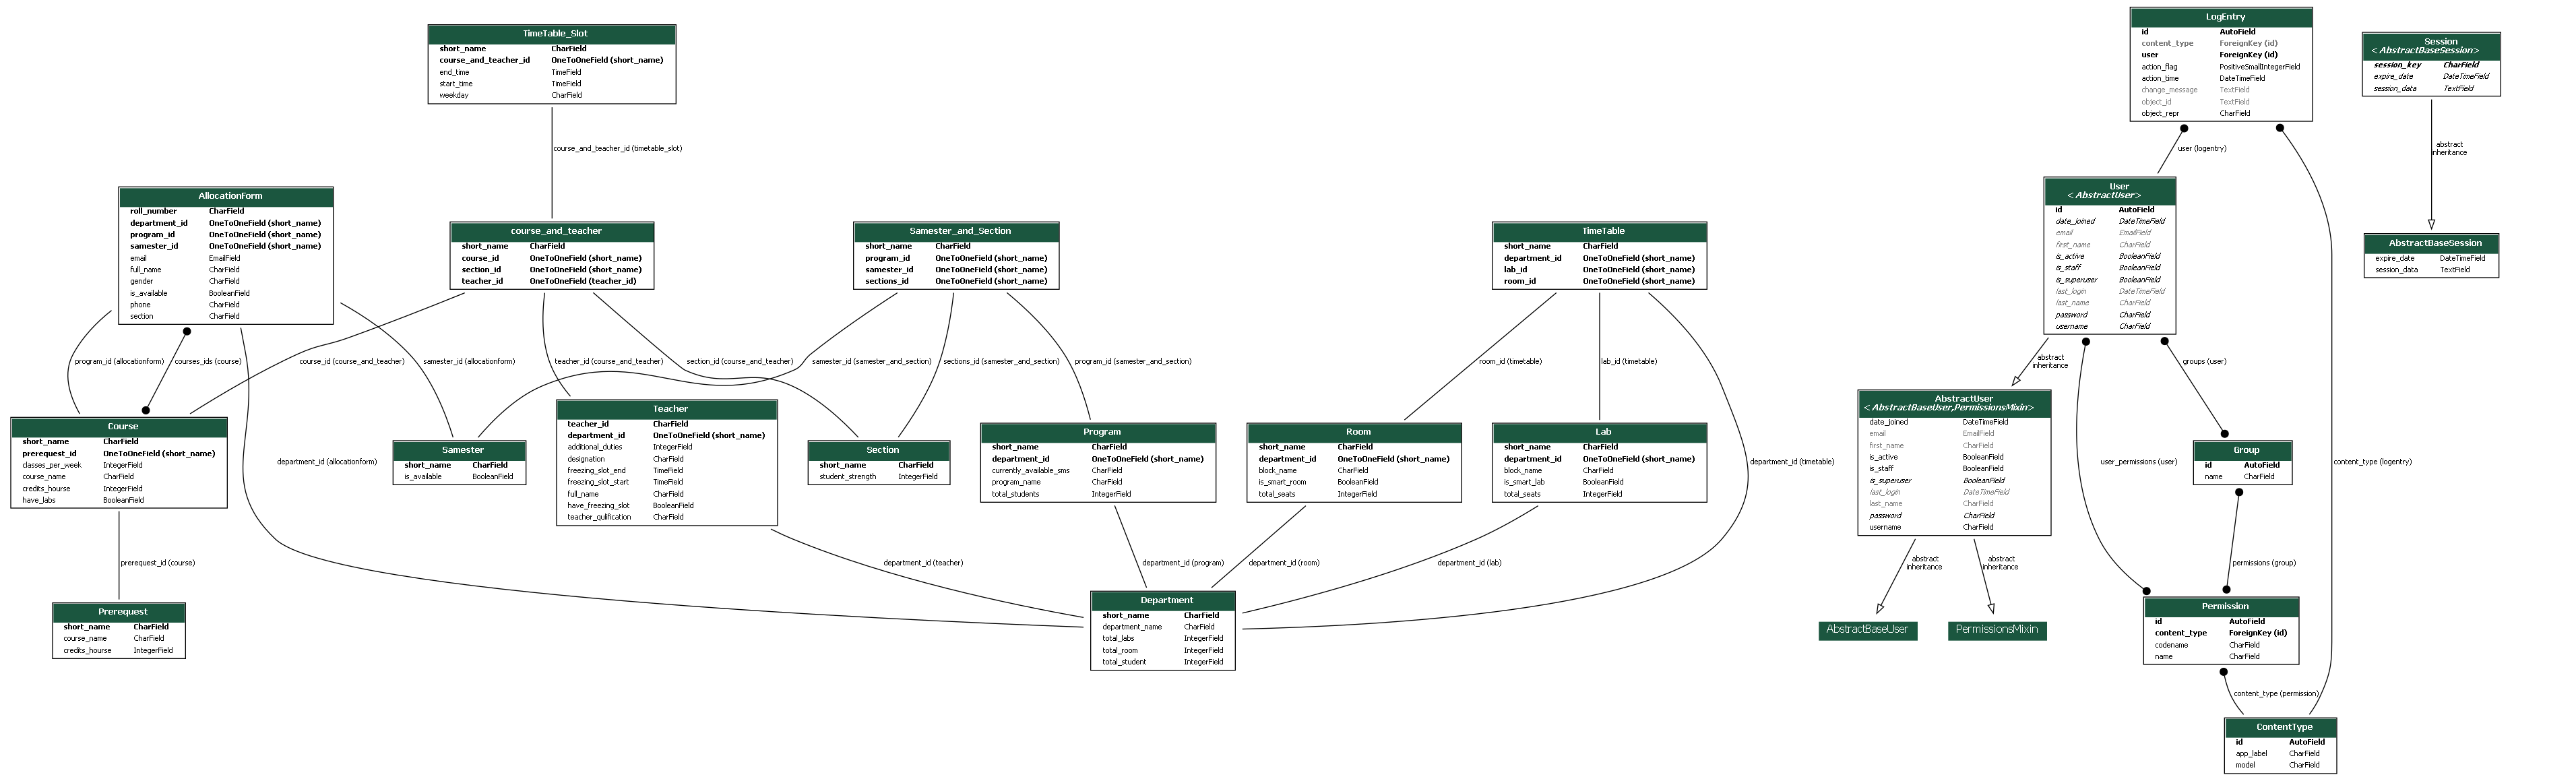 TimeTable_Slot
short_name CharField
course_and_teacher_id OneToOneField (short_name)
end_time TimeField
start_time TimeField
weekday CharField
course_and_teacher_id (timetable_slot)
AllocationForm
roll_number CharField
department_id OneToOneField (short_name)
program_id OneToOneField (short_name)
samester_id OneToOneField (short_name)
email EmailField
full_name CharField
gender CharField
is_available BooleanField
phone CharField
section CharField
course_and_teacher
short_name CharField
course_id OneToOneField (short_name)
section_id OneToOneField (short_name)
teacher_id OneToOneField (teacher_id)
Samester_and_Section
short_name CharField
program_id OneToOneField (short_name)
samester_id OneToOneField (short_name)
sections_id OneToOneField (short_name)
TimeTable
short_name CharField
department_id OneToOneField (short_name)
lab_id OneToOneField (short_name)
room_id OneToOneField (short_name)
program_id (allocationform)
courses_ids (course)
course_id (course_and_teacher)
samester_id (allocationform)
teacher_id (course_and_teacher)
section_id (course_and_teacher)
samester_id (samester_and_section)
sections_id (samester_and_section)
program_id (samester_and_section)
room_id (timetable)
lab_id (timetable)
Course
short_name CharField
prerequest_id OneToOneField (short_name)
classes_per_week IntegerField
course_name CharField
credits_hourse IntegerField
have_labs BooleanField
department_id (allocationform)
Samester
short_name CharField
is_available BooleanField
Teacher
teacher_id CharField
department_id OneToOneField (short_name)
additional_duties IntegerField
designation CharField
freezing_slot_end TimeField
freezing_slot_start TimeField
full_name CharField
have_freezing_slot BooleanField
teacher_qulification CharField
Section
short_name CharField
student_strength IntegerField
Program
short_name CharField
department_id OneToOneField (short_name)
currently_available_sms CharField
program_name CharField
total_students IntegerField
Room
short_name CharField
department_id OneToOneField (short_name)
block_name CharField
is_smart_room BooleanField
total_seats IntegerField
Lab
short_name CharField
department_id OneToOneField (short_name)
block_name CharField
is_smart_lab BooleanField
total_seats IntegerField
department_id (timetable)
prerequest_id (course)
department_id (teacher)
department_id (program)
department_id (room)
department_id (lab)
Prerequest
short_name CharField
course_name CharField
credits_hourse IntegerField
Department
short_name CharField
department_name CharField
total_labs IntegerField
total_room IntegerField
total_student IntegerField
LogEntry
id AutoField
content_type ForeignKey (id)
user ForeignKey (id)
action_flag PositiveSmallIntegerField
action_time DateTimeField
change_message TextField
object_id TextField
object_repr CharField
Session
<AbstractBaseSession>
session_key CharField
expire_date DateTimeField
session_data TextField
user (logentry)
abstract
inheritance
User
<AbstractUser>
id AutoField
date_joined DateTimeField
email EmailField
first_name CharField
is_active BooleanField
is_staff BooleanField
is_superuser BooleanField
last_login DateTimeField
last_name CharField
password CharField
username CharField
AbstractBaseSession
expire_date DateTimeField
session_data TextField
abstract
inheritance
groups (user)
AbstractUser
<AbstractBaseUser,PermissionsMixin>
date_joined DateTimeField
email EmailField
first_name CharField
is_active BooleanField
is_staff BooleanField
is_superuser BooleanField
last_login DateTimeField
last_name CharField
password CharField
username CharField
user_permissions (user)
Group
id AutoField
name CharField
content_type (logentry)
abstract
inheritance
abstract
inheritance
permissions (group)
AbstractBaseUser
PermissionsMixin
Permission
id AutoField
content_type ForeignKey (id)
codename CharField
name CharField
content_type (permission)
ContentType
id AutoField
app_label CharField
model CharField